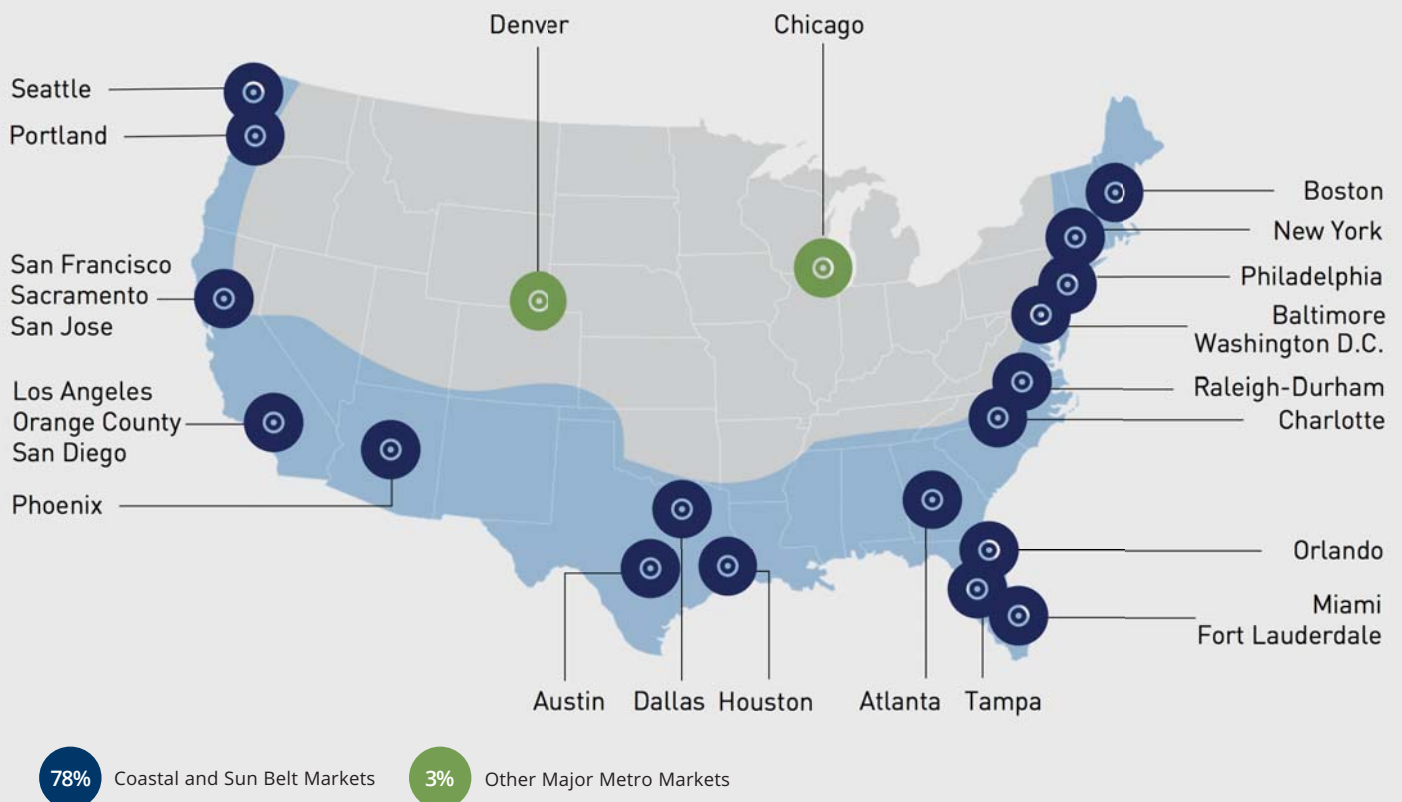 Denver
Chicago
Seattle
Portland
San Francisco
Sacramento
San Jose
Los Angeles
Orange County
San Diego
Phoenix
Boston
New York
Philadelphia
Baltimore
Washington D.C.
Raleigh-Durham
Charlotte
Orlando
Miami
Fort Lauderdale
Austin
Dallas
Houston
Atlanta
Tampa
78% Coastal and Sun Belt Markets
3% Other Major Metro Markets